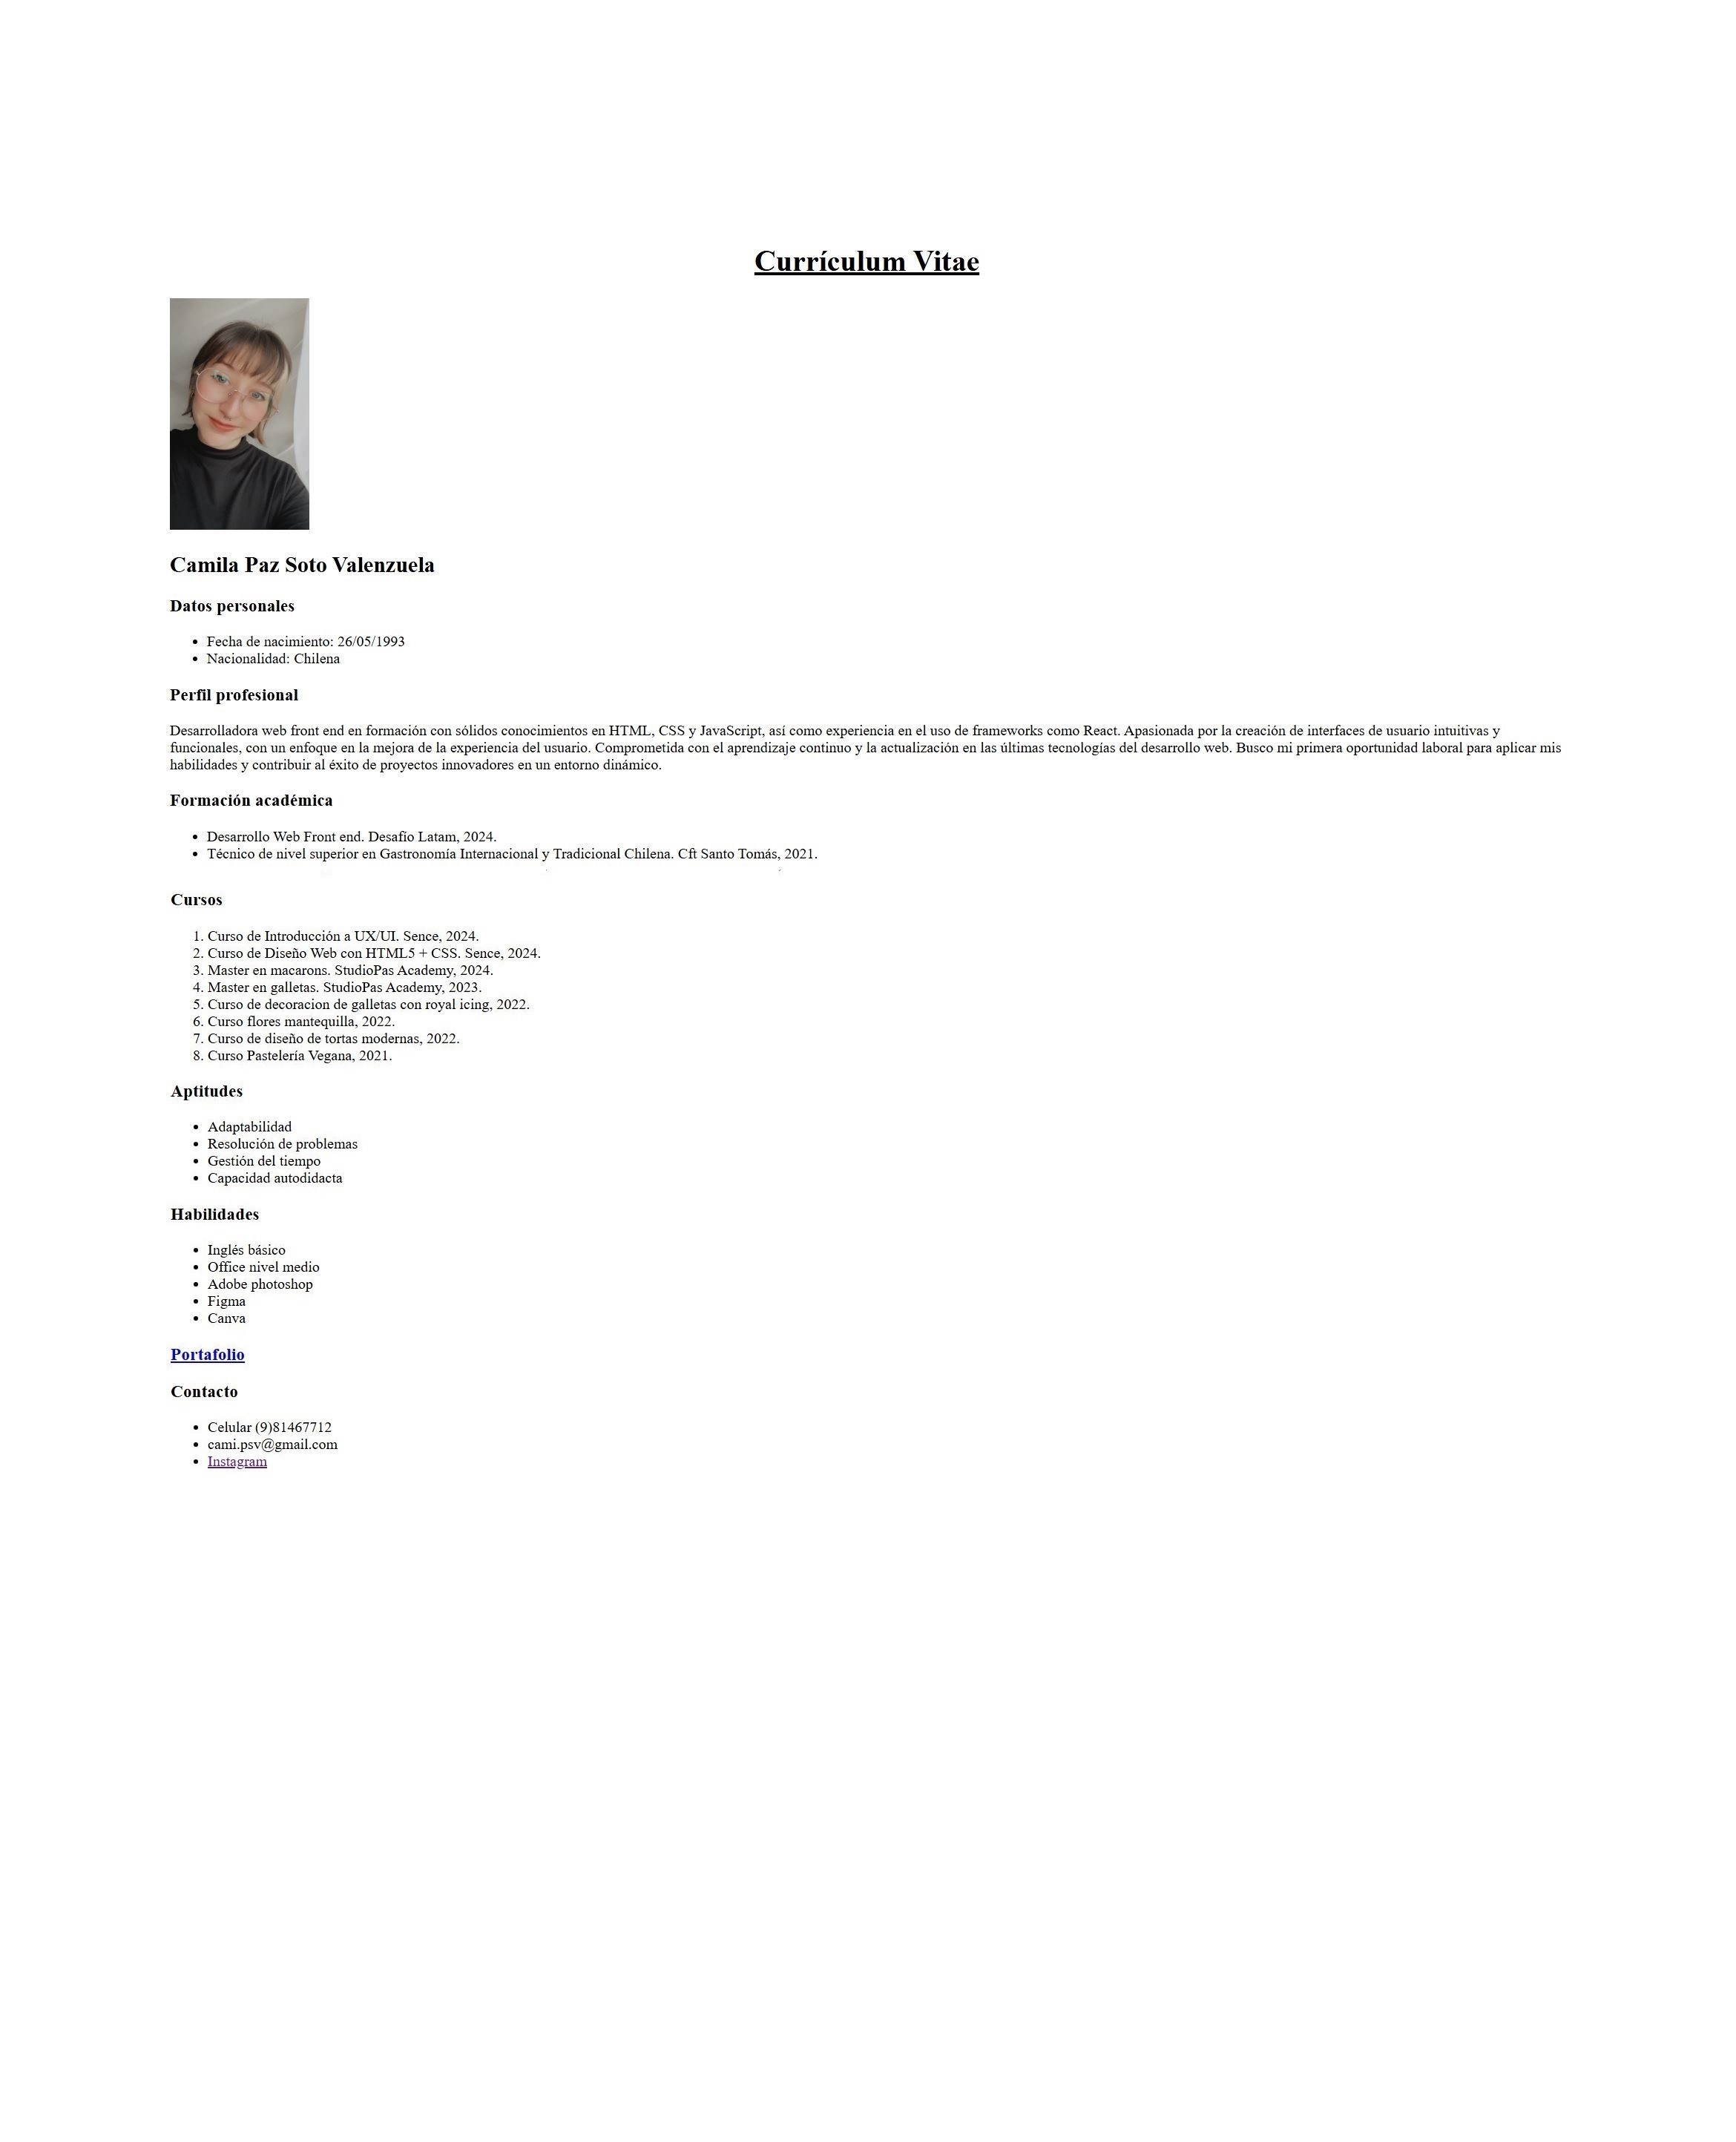 Currículum Vitae
Camila Paz Soto Valenzuela
Datos personales
• Fecha de nacimiento: 26/05/1993
• Nacionalidad: Chilena
Perfil profesional
Desarrolladora web front end en formación con sólidos conocimientos en HTML, CSS y JavaScript, así como experiencia en el uso de frameworks como React. Apasionada por la creación de interfaces de usuario intuitivas y
funcionales, con un enfoque en la mejora de la experiencia del usuario. Comprometida con el aprendizaje continuo y la actualización en las últimas tecnologías del desarrollo web. Busco mi primera oportunidad laboral para aplicar mis
habilidades y contribuir al éxito de proyectos innovadores en un entorno dinámico.
Formación académica
• Desarrollo Web Front end. Desafío Latam, 2024.
• Técnico de nivel superior en Gastronomía Internacional y Tradicional Chilena. Cft Santo Tomás, 2021.
Cursos
1. Curso de Introducción a UX/UI. Sence, 2024.
2. Curso de Diseño Web con HTML5 + CSS. Sence, 2024.
3. Master en macarons. StudioPas Academy, 2024.
4. Master en galletas. StudioPas Academy, 2023.
5. Curso de decoracion de galletas con royal icing, 2022.
6. Curso flores mantequilla, 2022.
7. Curso de diseño de tortas modernas, 2022.
8. Curso Pastelería Vegana, 2021.
Aptitudes
• Adaptabilidad
• Resolución de problemas
• Gestión del tiempo
• Capacidad autodidacta
Habilidades
• Inglés básico
• Office nivel medio
• Adobe photoshop
• Figma
• Canva
Portafolio
Contacto
• Celular (9)81467712
• cami.psv@gmail.com
• Instagram